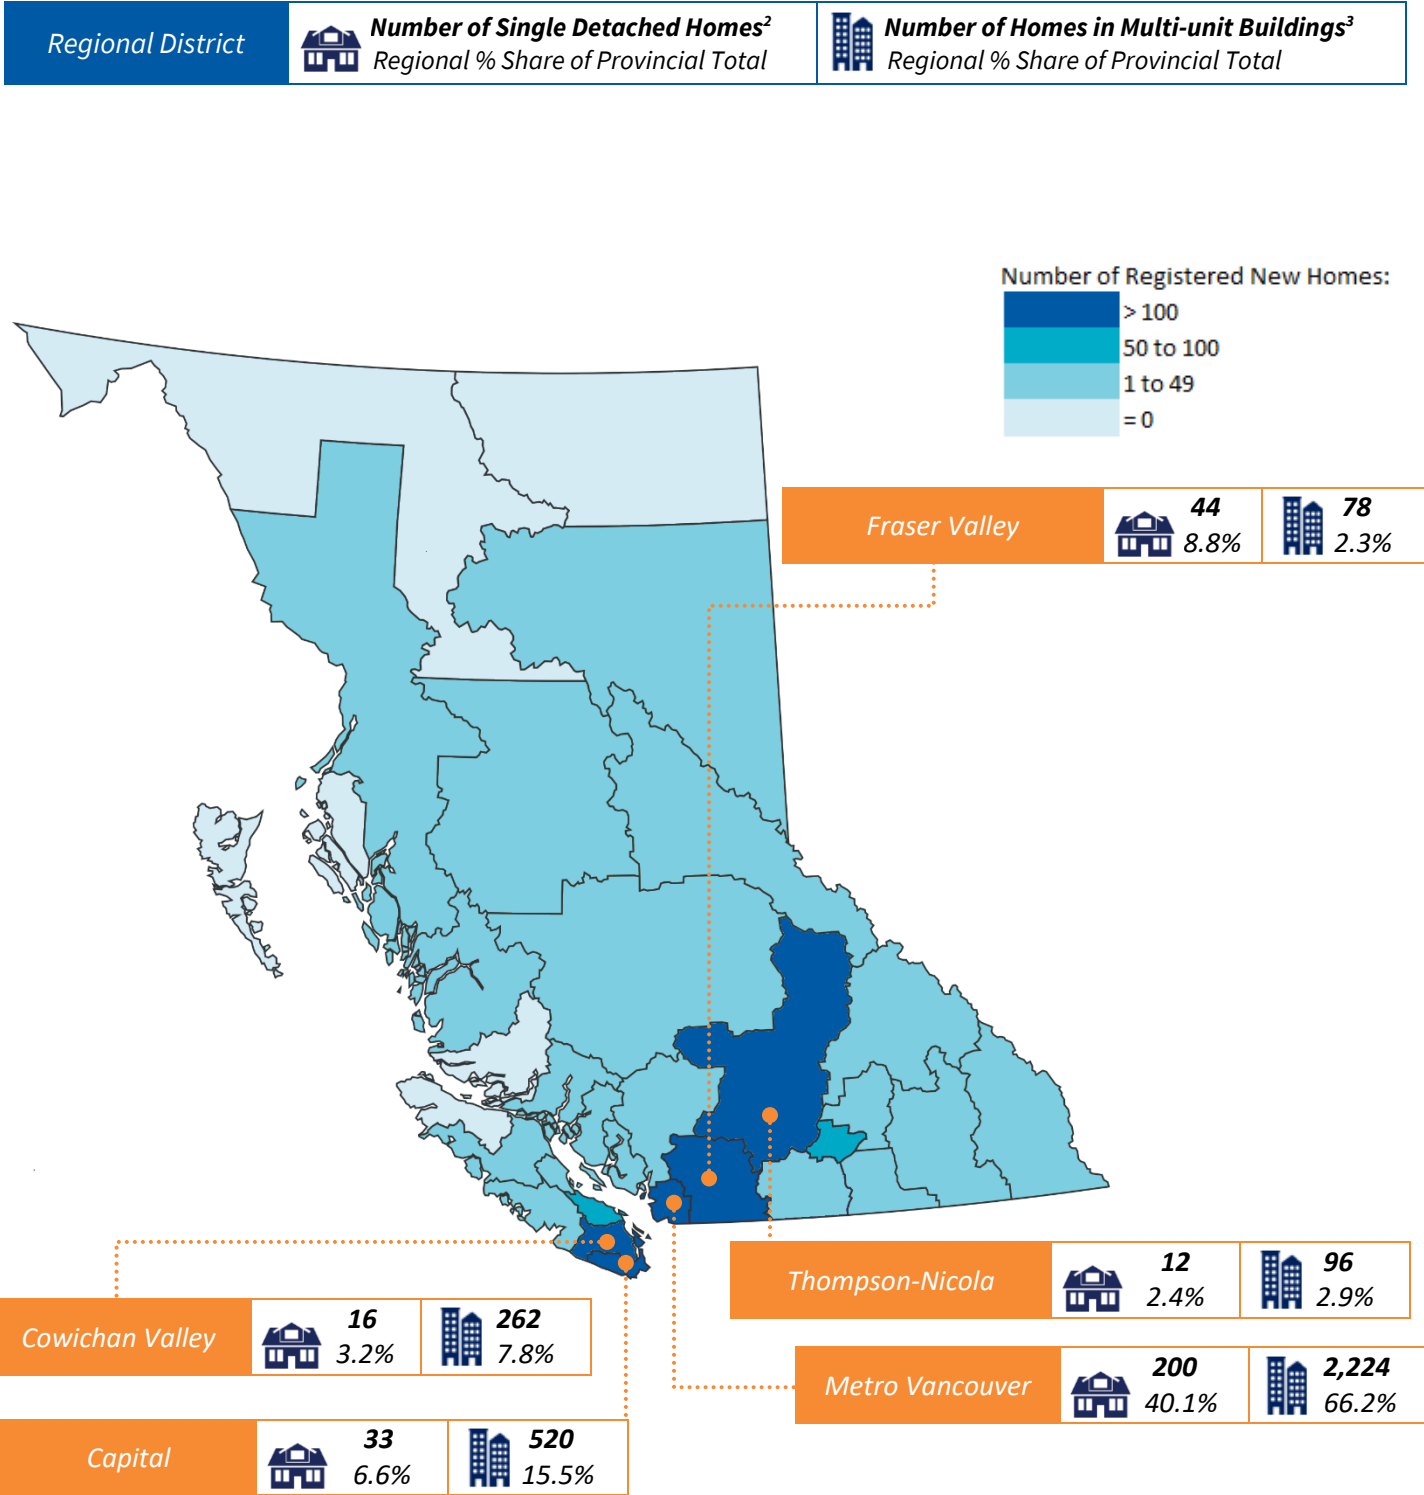 Regional District
Number of Single Detached Homes²
Regional % Share of Provincial Total
Number of Homes in Multi-unit Buildings³
Regional % Share of Provincial Total
Number of Registered New Homes:
> 100
50 to 100
1 to 49
= 0
Fraser Valley
44
8.8%
78
2.3%
Thompson-Nicola
12
2.4%
96
2.9%
Cowichan Valley
16
3.2%
262
7.8%
Metro Vancouver
200
40.1%
2,224
66.2%
Capital
33
6.6%
520
15.5%